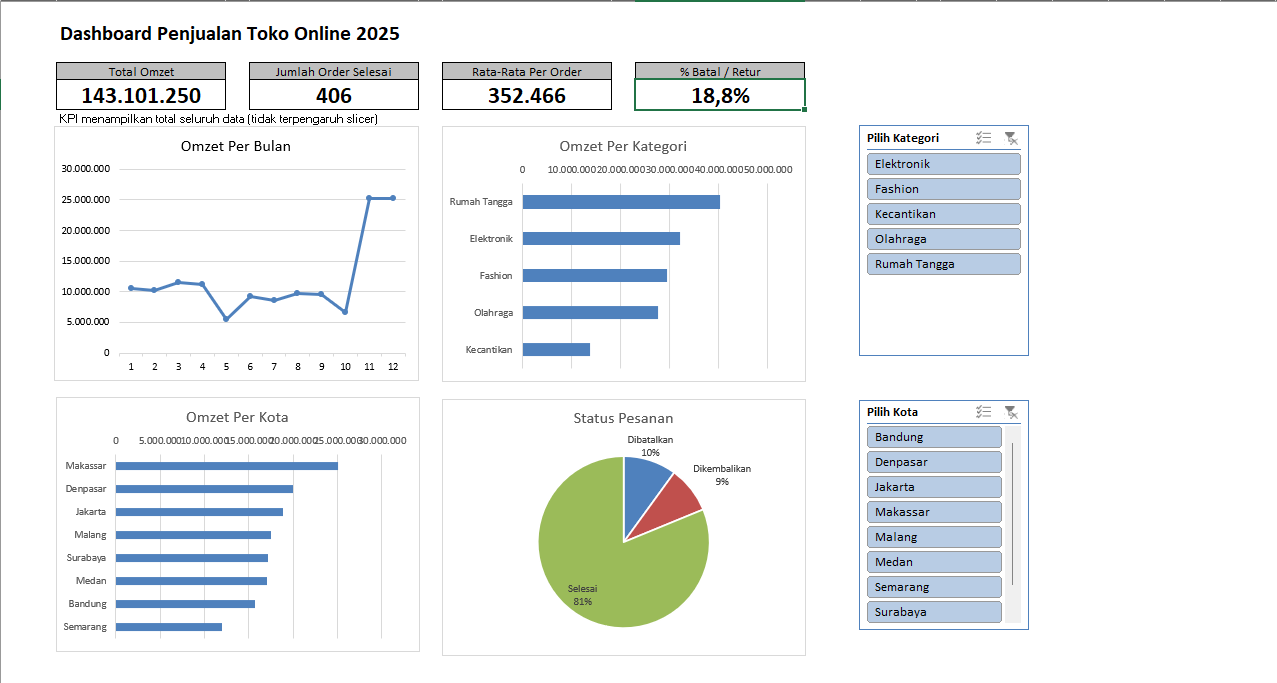 Dashboard Penjualan Toko Online 2025
Total Omzet
143.101.250
Jumlah Order Selesai
406
Rata-Rata Per Order
352.466
% Batal / Retur
18,8%
KPI menampilkan total seluruh data (tidak terpengaruh slicer)
Omzet Per Bulan
30.000.000
25.000.000
20.000.000
15.000.000
10.000.000
5.000.000
0
1 2 3 4 5 6 7 8 9 10 11 12
Omzet Per Kategori
0 10.000.000 20.000.000 30.000.000 40.000.000 50.000.000
Rumah Tangga
Elektronik
Fashion
Olahraga
Kecantikan
Pilih Kategori
Elektronik
Fashion
Kecantikan
Olahraga
Rumah Tangga
Omzet Per Kota
0 5.000.000 10.000.000 15.000.000 20.000.000 25.000.000 30.000.000
Makassar
Denpasar
Jakarta
Malang
Surabaya
Medan
Bandung
Semarang
Status Pesanan
Dibatalkan
10%
Dikembalikan
9%
Selesai
81%
Pilih Kota
Bandung
Denpasar
Jakarta
Makassar
Malang
Medan
Semarang
Surabaya